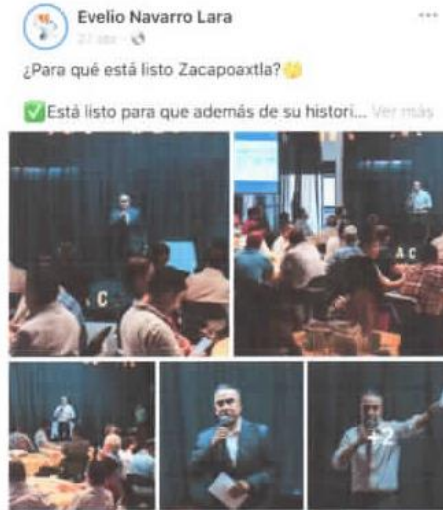 Evelio Navarro Lara
¿Para qué está listo Zacapoaxtla?
Está listo para que además de su histori... Ver más
A C
A C
+2